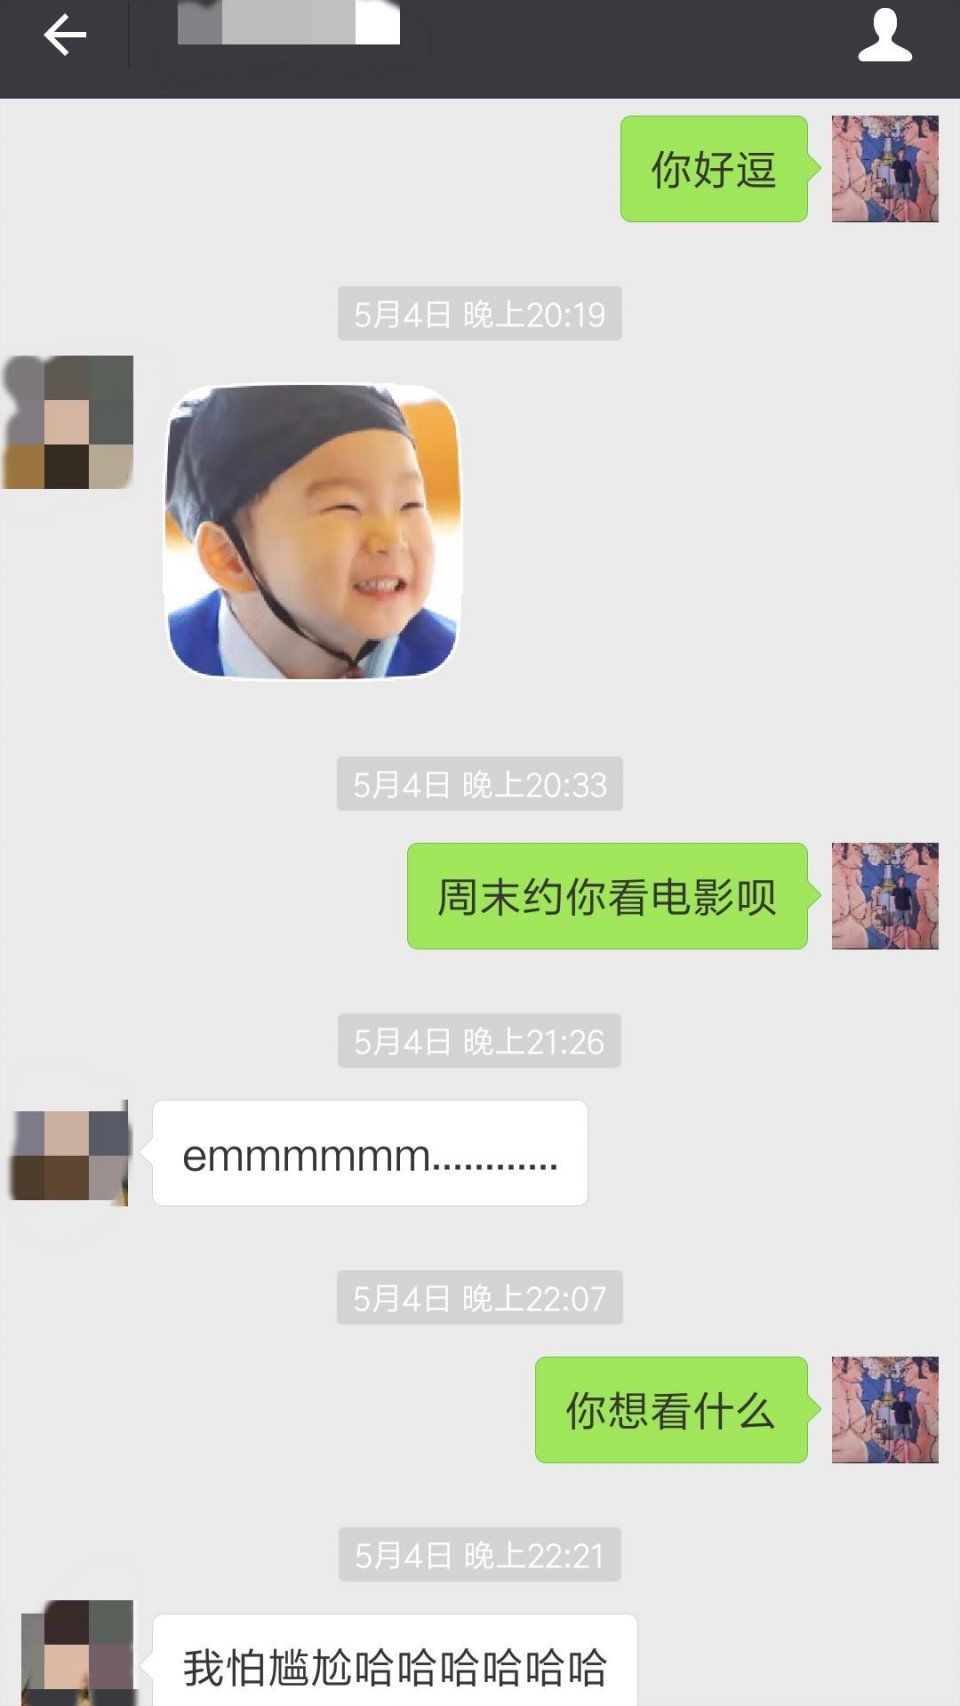 你好逗
5月4日 晚上20:19
5月4日 晚上20:33
周末约你看电影呗
5月4日 晚上21:26
emmmmmm............
5月4日 晚上22:07
你想看什么
5月4日 晚上22:21
我怕尴尬哈哈哈哈哈哈